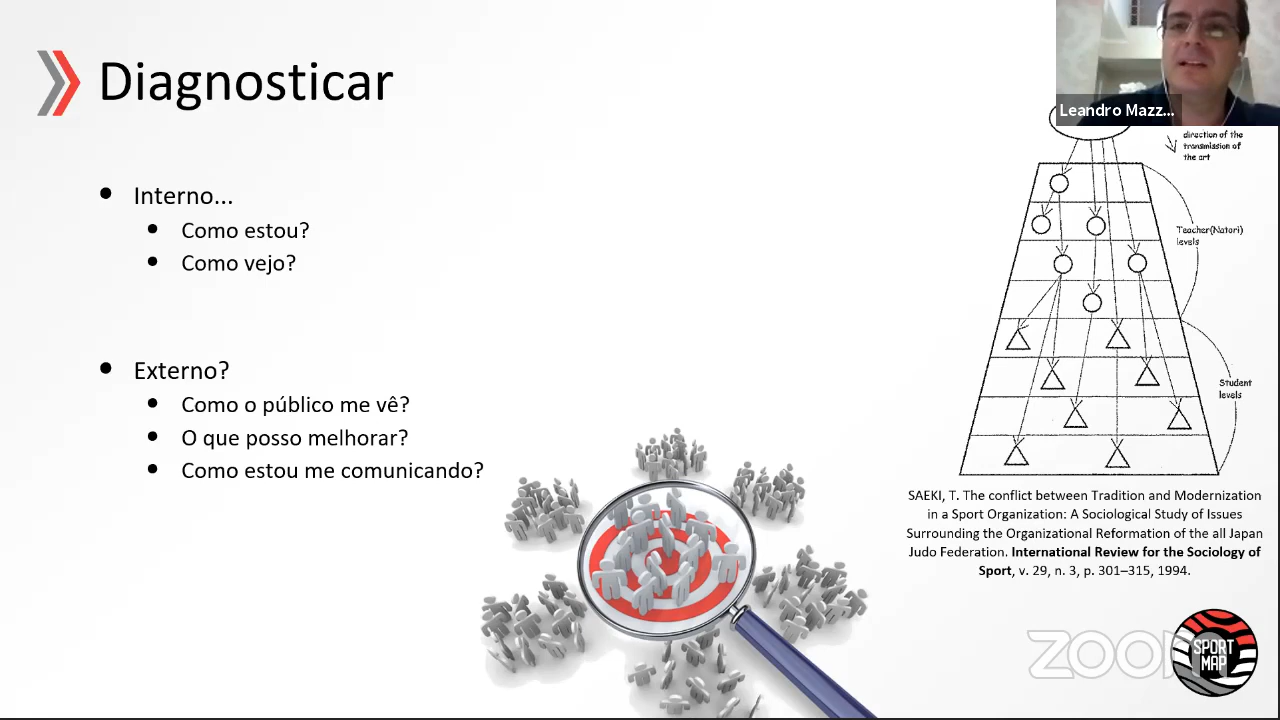 Diagnosticar
Interno...
Como estou?
Como vejo?
Externo?
Como o público me vê?
O que posso melhorar?
Como estou me comunicando?
Leandro Mazz...
direction of the
transmission of
the art
Teacher(Natori)
levels
Student
levels
SAEKI, T. The conflict between Tradition and Modernization
in a Sport Organization: A Sociological Study of Issues
Surrounding the Organizational Reformation of the all Japan
Judo Federation. International Review for the Sociology of
Sport, v. 29, n. 3, p. 301–315, 1994.
zoom
SPORT
MAP